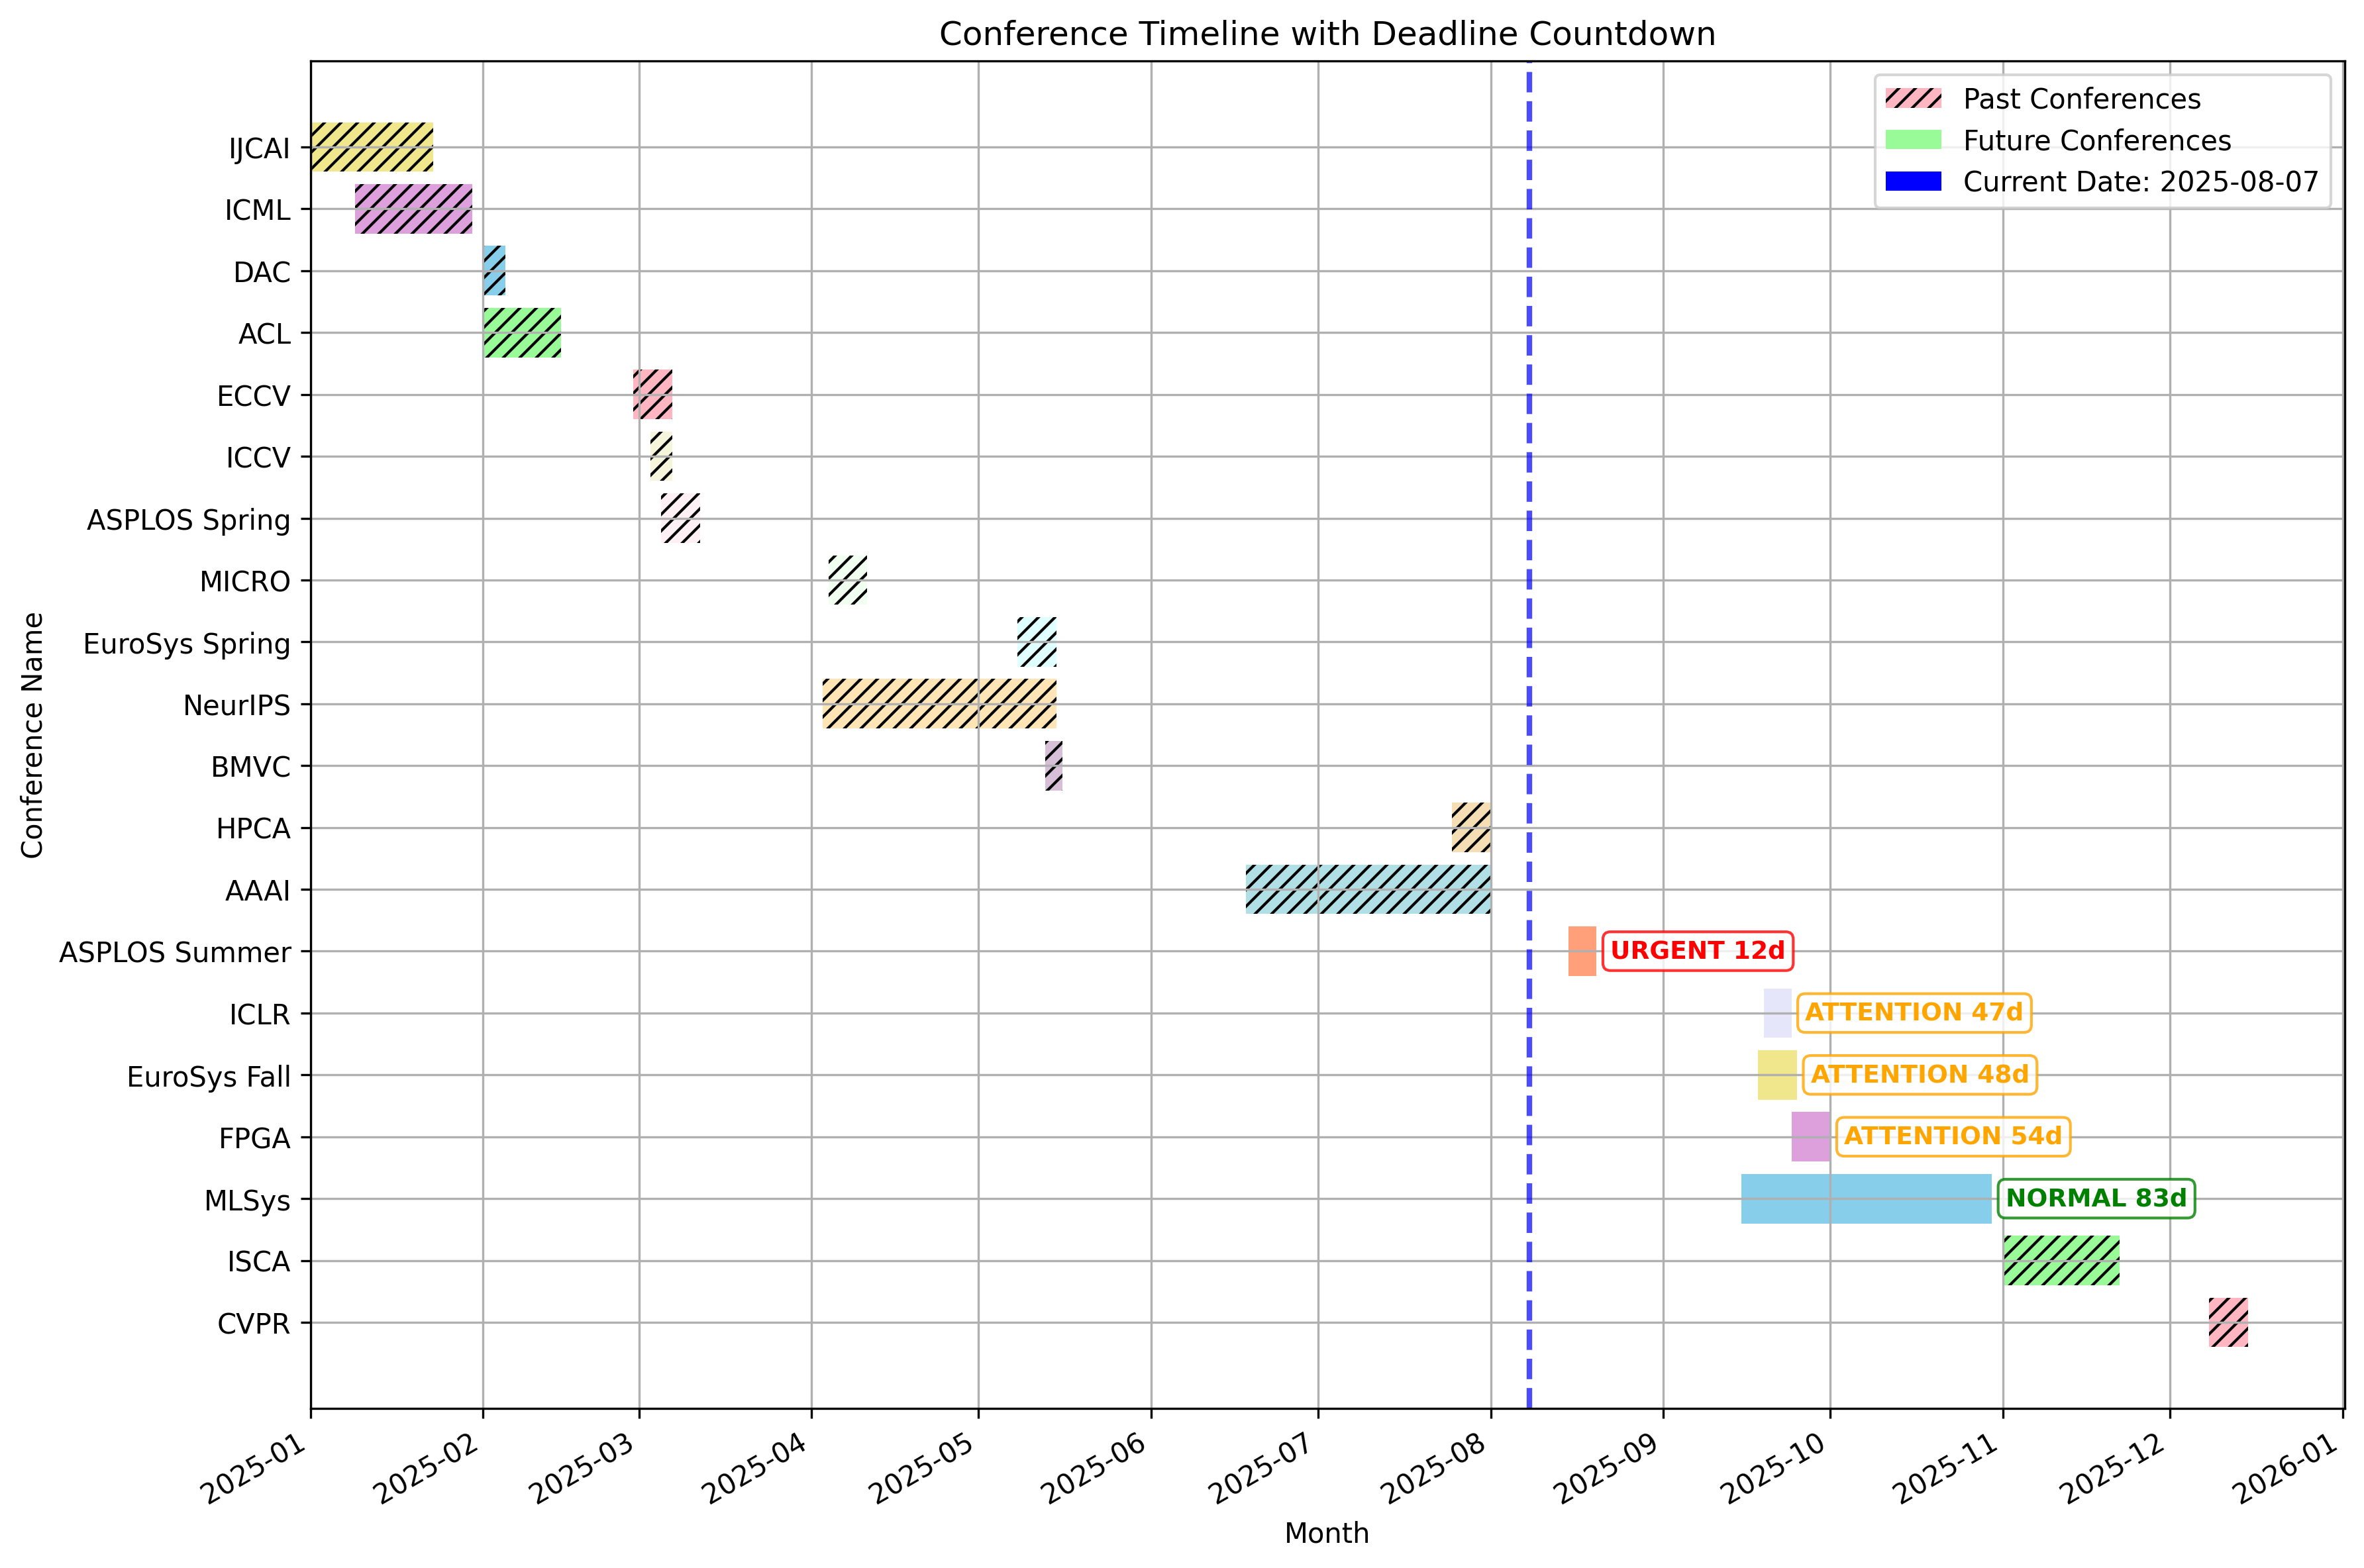 Conference Timeline with Deadline Countdown
Past Conferences
Future Conferences
Current Date: 2025-08-07
Conference Name
IJCAI
ICML
DAC
ACL
ECCV
ICCV
ASPLOS Spring
MICRO
EuroSys Spring
NeurIPS
BMVC
HPCA
AAAI
ASPLOS Summer
URGENT 12d
ICLR
ATTENTION 47d
EuroSys Fall
ATTENTION 48d
FPGA
ATTENTION 54d
MLSys
NORMAL 83d
ISCA
CVPR
2025-01
2025-02
2025-03
2025-04
2025-05
2025-06
2025-07
2025-08
2025-09
2025-10
2025-11
2025-12
2026-01
Month